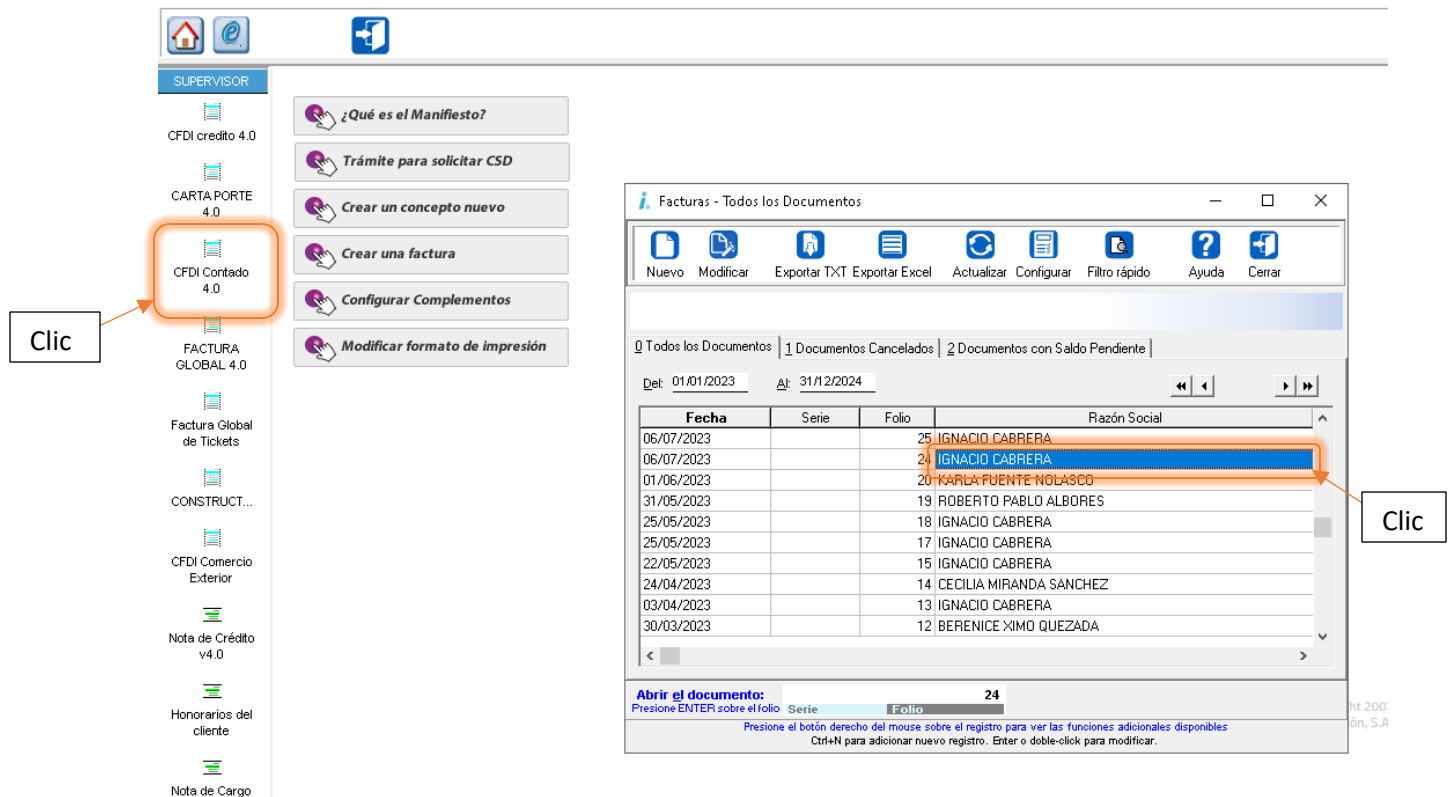 SUPERVISOR
CFDI credito 4.0
CARTA PORTE
4.0
CFDI Contado
4.0
FACTURA
GLOBAL 4.0
Factura Global
de Tickets
CONSTRUCT...
CFDI Comercio
Exterior
Nota de Crédito
v4.0
Honorarios del
cliente
Nota de Cargo
Clic
¿Qué es el Manifiesto?
Trámite para solicitar CSD
Crear un concepto nuevo
Crear una factura
Configurar Complementos
Modificar formato de impresión
Facturas - Todos los Documentos
Nuevo Modificar Exportar TXT Exportar Excel Actualizar Configurar Filtro rápido Ayuda Cerrar
0 Todos los Documentos 1 Documentos Cancelados 2 Documentos con Saldo Pendiente
Del: 01/01/2023 Al: 31/12/2024
Fecha Serie Folio Razón Social
06/07/2023 25 IGNACIO CABRERA
06/07/2023 24 IGNACIO CABRERA
01/06/2023 20 KARLA FUENTE NOLASCO
31/05/2023 19 ROBERTO PABLO ALBORES
25/05/2023 18 IGNACIO CABRERA
25/05/2023 17 IGNACIO CABRERA
22/05/2023 15 IGNACIO CABRERA
24/04/2023 14 CECILIA MIRANDA SANCHEZ
03/04/2023 13 IGNACIO CABRERA
30/03/2023 12 BERENICE XIMO QUEZADA
Clic
Abrir el documento: 24
Presione ENTER sobre el folio Serie Folio
Presione el botón derecho del mouse sobre el registro para ver las funciones adicionales disponibles
Ctrl+N para adicionar nuevo registro. Enter o doble-click para modificar.
ht 200
ón, S.A